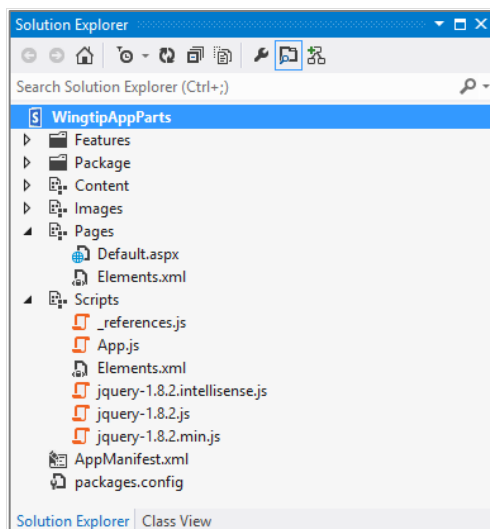 Solution Explorer
Search Solution Explorer (Ctrl+;)
WingtipAppParts
Features
Package
Content
Images
Pages
Default.aspx
Elements.xml
Scripts
_references.js
App.js
Elements.xml
jquery-1.8.2.intellisense.js
jquery-1.8.2.js
jquery-1.8.2.min.js
AppManifest.xml
packages.config
Solution Explorer Class View